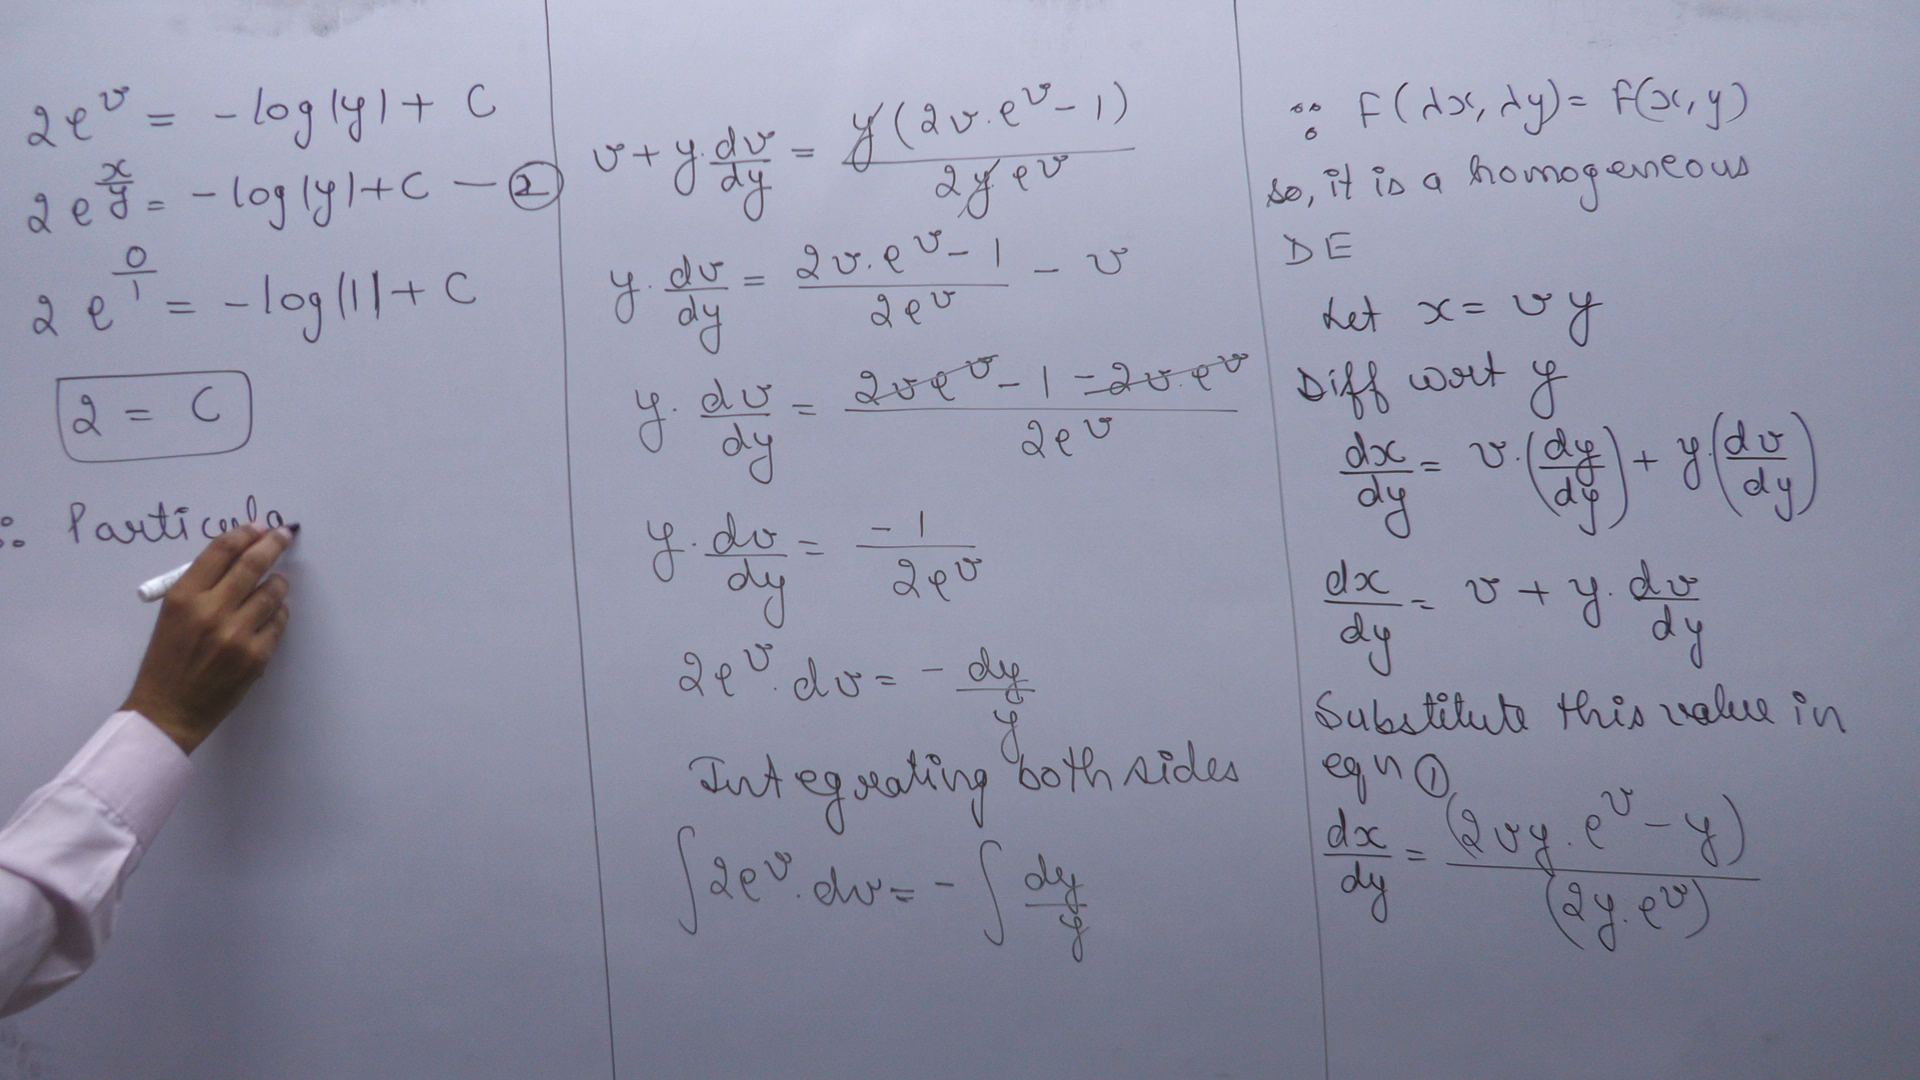 2e^v = -log|y| + C
2e^(x/y) = -log|y| + C — ②
2e^(0/1) = -log|1| + C
2 = C
∴ Particula
v + y.dv/dy = y(2v.e^v - 1)/2ye^v
y.dv/dy = (2v.e^v - 1)/2e^v - v
y.dv/dy = (2ve^v - 1 - 2v.e^v)/2e^v
y.dv/dy = -1/2e^v
2e^v.dv = -dy/y
Integrating both sides
∫2e^v.dv = -∫dy/y
∵ F(λx, λy) = F(x, y)
so, it is a homogeneous
DE
Let x = vy
Diff wrt y
dx/dy = v.(dy/dy) + y.(dv/dy)
dx/dy = v + y.dv/dy
Substitute this value in
eqn ①
dx/dy = (2vy.e^v - y)/(2y.e^v)